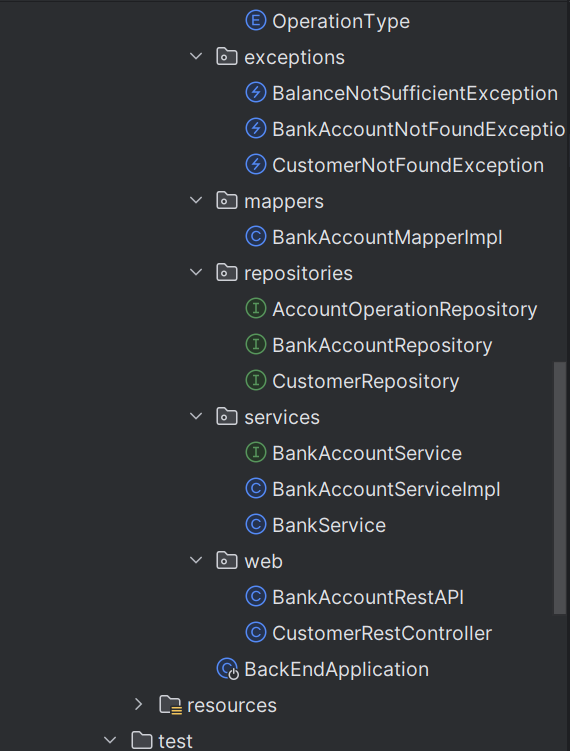 OperationType
exceptions
BalanceNotSufficientException
BankAccountNotFoundExceptio
CustomerNotFoundException
mappers
BankAccountMapperImpl
repositories
AccountOperationRepository
BankAccountRepository
CustomerRepository
services
BankAccountService
BankAccountServiceImpl
BankService
web
BankAccountRestAPI
CustomerRestController
BackEndApplication
resources
test